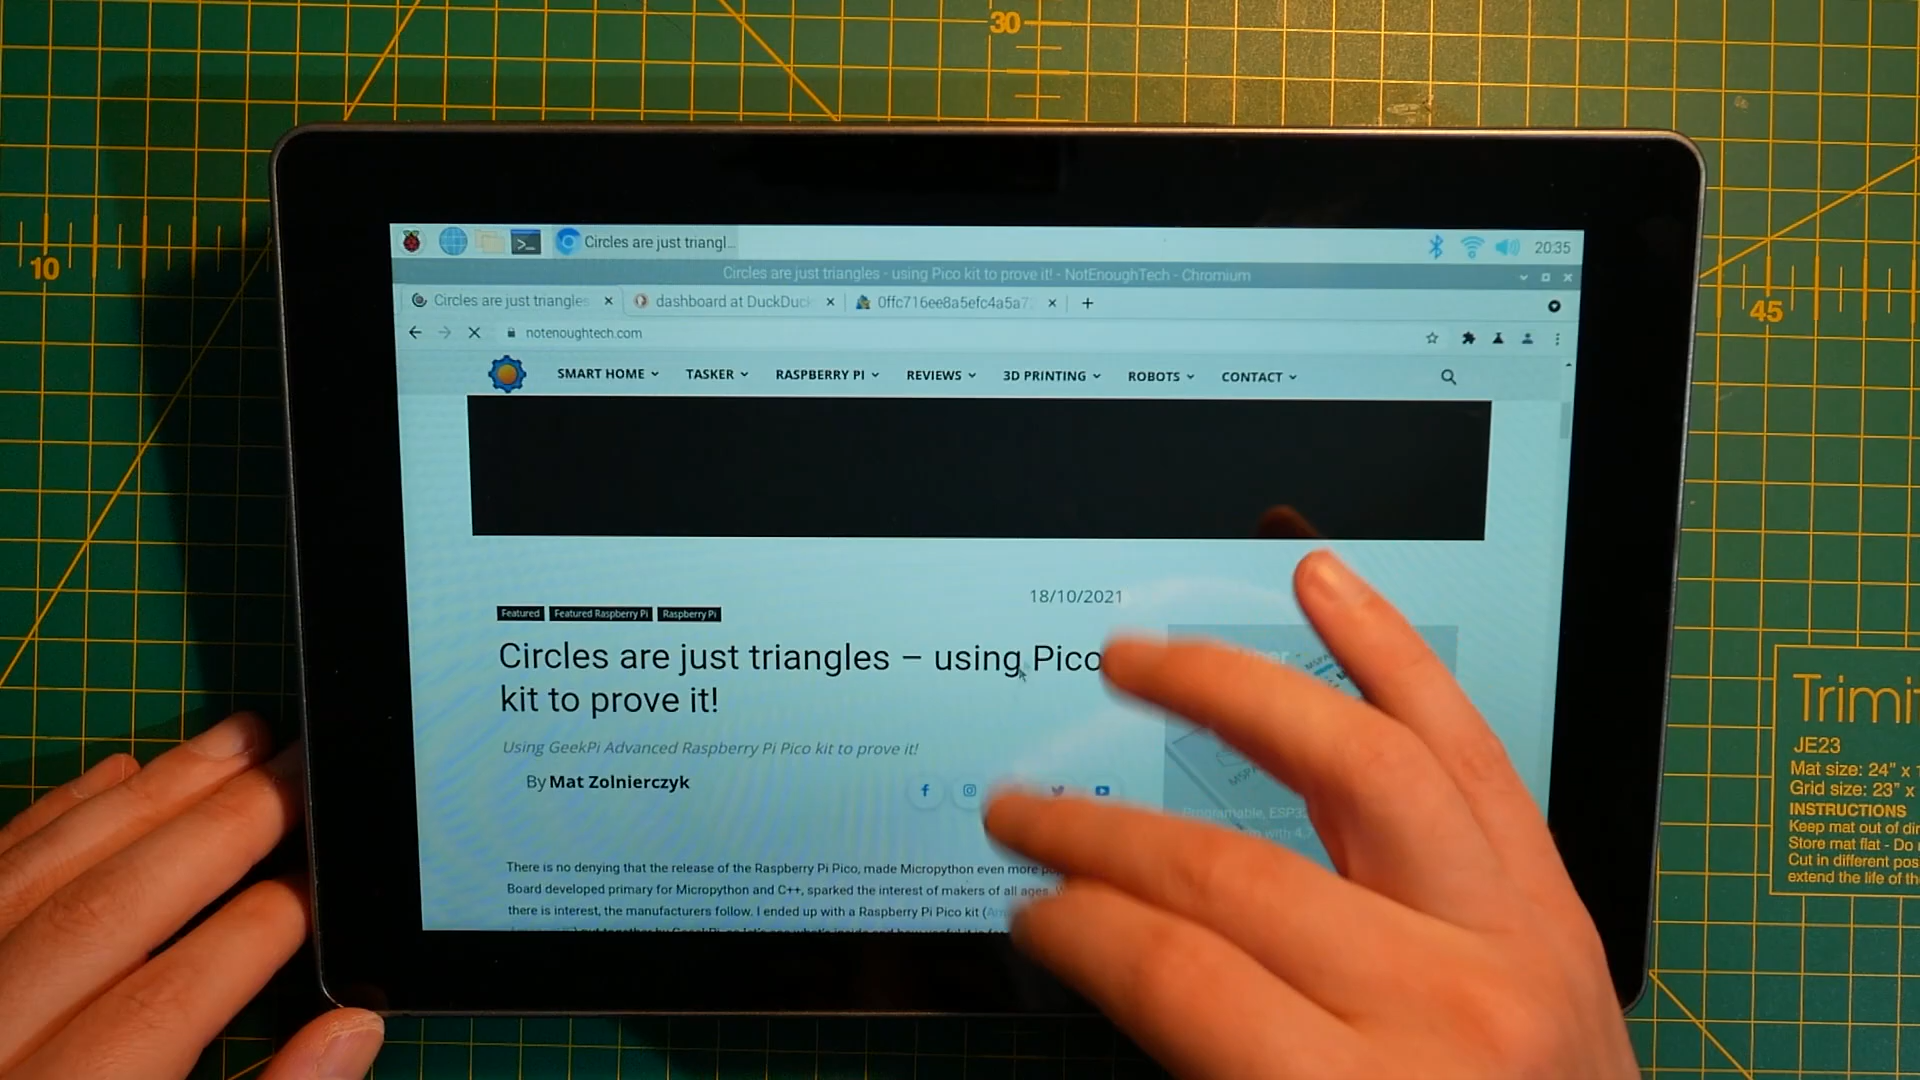 30
10
45
Circles are just triangl...
20:35
Circles are just triangles - using Pico kit to prove it! - NotEnoughTech - Chromium
Circles are just triangles
dashboard at DuckDuc
0ffc716ee8a5efc4a5a7
notenoughtech.com
SMART HOME
TASKER
RASPBERRY PI
REVIEWS
3D PRINTING
ROBOTS
CONTACT
18/10/2021
Featured
Featured Raspberry Pi
Raspberry Pi
Circles are just triangles – using Pico
kit to prove it!
Using GeekPi Advanced Raspberry Pi Pico kit to prove it!
By Mat Zolnierczyk
Programable, ESP3
with 4.7
There is no denying that the release of the Raspberry Pi Pico, made Micropython even more
Board developed primary for Micropython and C++, sparked the interest of makers of all ages.
there is interest, the manufacturers follow. I ended up with a Raspberry Pi Pico kit (
Trimi
JE23
Mat size: 24" x
Grid size: 23" x
INSTRUCTIONS
Keep mat out of dir
Store mat flat - Do
Cut in different pos
extend the life of th